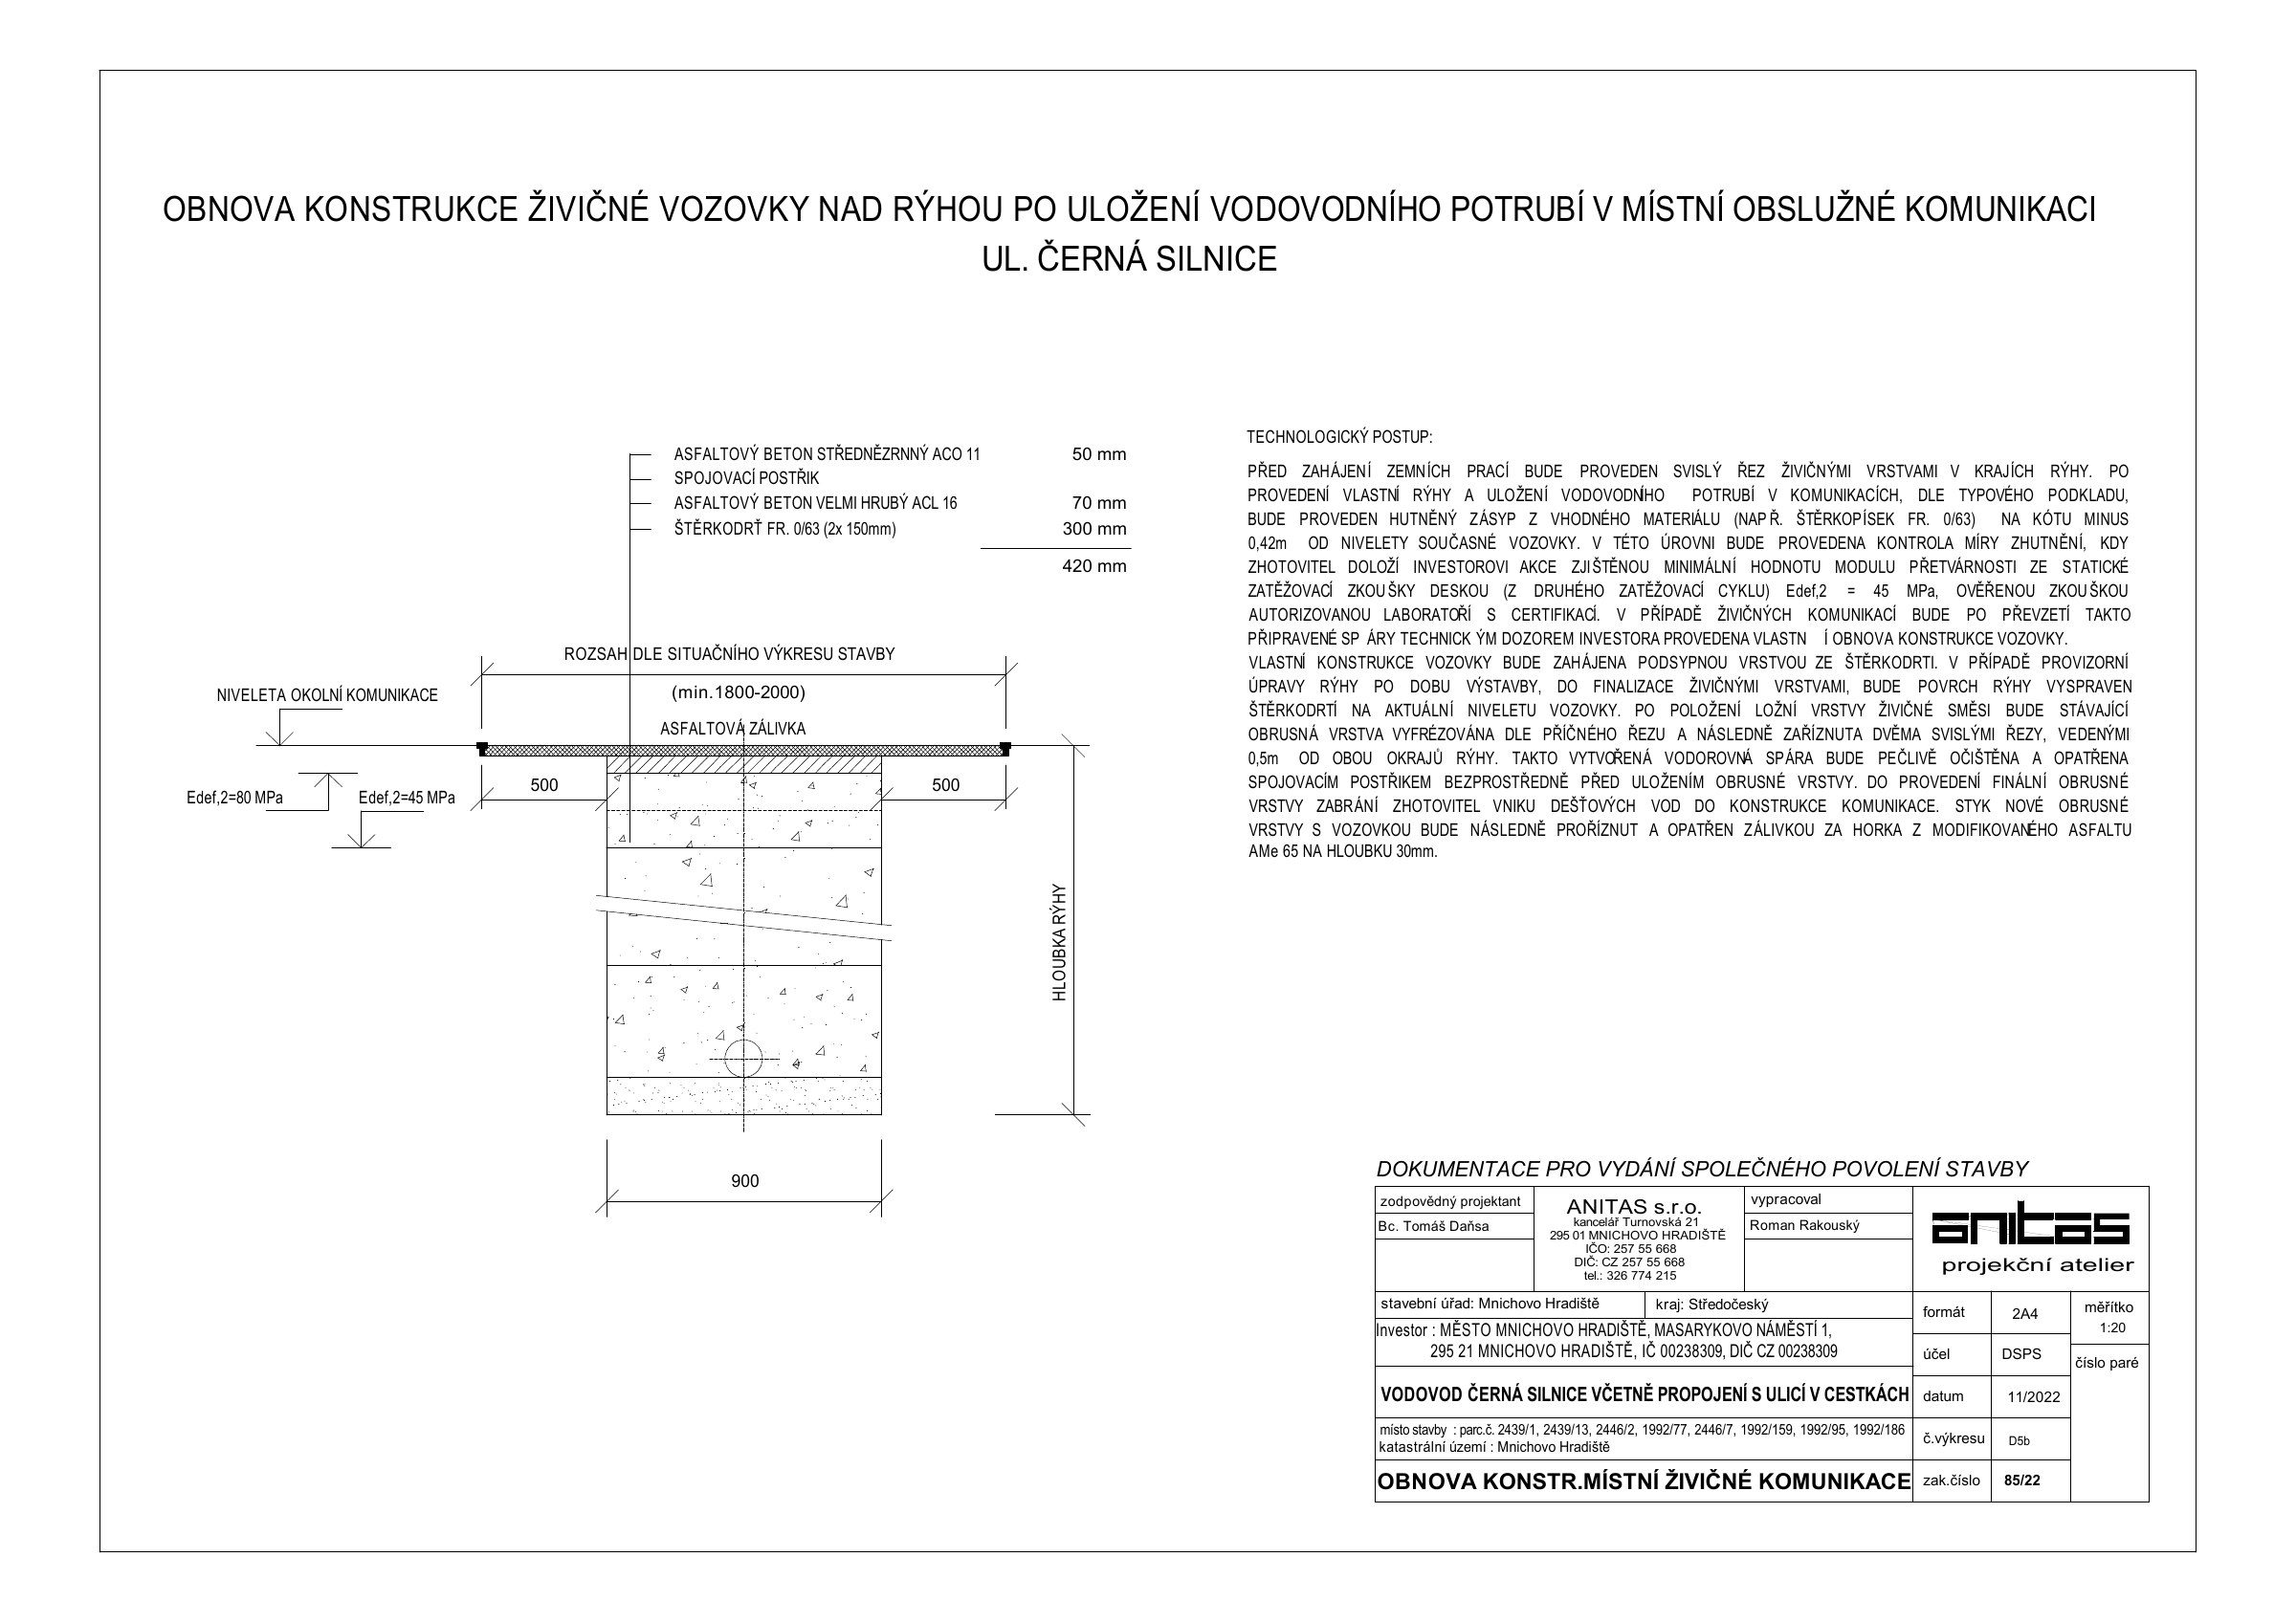 OBNOVA KONSTRUKCE ŽIVIČNÉ VOZOVKY NAD RÝHOU PO ULOŽENÍ VODOVODNÍHO POTRUBÍ V MÍSTNÍ OBSLUŽNÉ KOMUNIKACI
UL. ČERNÁ SILNICE
ASFALTOVÝ BETON STŘEDNĚZRNNÝ ACO 11 50 mm
SPOJOVACÍ POSTŘIK
ASFALTOVÝ BETON VELMI HRUBÝ ACL 16 70 mm
ŠTĚRKODRŤ FR. 0/63 (2x 150mm) 300 mm
420 mm
ROZSAH DLE SITUAČNÍHO VÝKRESU STAVBY
(min.1800-2000)
NIVELETA OKOLNÍ KOMUNIKACE
ASFALTOVÁ ZÁLIVKA
500 500
Edef,2=80 MPa Edef,2=45 MPa
HLOUBKA RÝHY
900
TECHNOLOGICKÝ POSTUP:
PŘED ZAHÁJENÍ ZEMNÍCH PRACÍ BUDE PROVEDEN SVISLÝ ŘEZ ŽIVIČNÝMI VRSTVAMI V KRAJÍCH RÝHY. PO
PROVEDENÍ VLASTNÍ RÝHY A ULOŽENÍ VODOVODNÍHO POTRUBÍ V KOMUNIKACÍCH, DLE TYPOVÉHO PODKLADU,
BUDE PROVEDEN HUTNĚNÝ ZÁSYP Z VHODNÉHO MATERIÁLU (NAPŘ. ŠTĚRKOPÍSEK FR. 0/63) NA KÓTU MINUS
0,42m OD NIVELETY SOUČASNÉ VOZOVKY. V TÉTO ÚROVNI BUDE PROVEDENA KONTROLA MÍRY ZHUTNĚNÍ, KDY
ZHOTOVITEL DOLOŽÍ INVESTOROVI AKCE ZJIŠTĚNOU MINIMÁLNÍ HODNOTU MODULU PŘETVÁRNOSTI ZE STATICKÉ
ZATĚŽOVACÍ ZKOUŠKY DESKOU (Z DRUHÉHO ZATĚŽOVACÍ CYKLU) Edef,2 = 45 MPa, OVĚŘENOU ZKOUŠKOU
AUTORIZOVANOU LABORATOŘÍ S CERTIFIKACÍ. V PŘÍPADĚ ŽIVIČNÝCH KOMUNIKACÍ BUDE PO PŘEVZETÍ TAKTO
PŘIPRAVENÉ SPÁRY TECHNICKÝM DOZOREM INVESTORA PROVEDENA VLASTNÍ OBNOVA KONSTRUKCE VOZOVKY.
VLASTNÍ KONSTRUKCE VOZOVKY BUDE ZAHÁJENA PODSYPNOU VRSTVOU ZE ŠTĚRKODRTI. V PŘÍPADĚ PROVIZORNÍ
ÚPRAVY RÝHY PO DOBU VÝSTAVBY, DO FINALIZACE ŽIVIČNÝMI VRSTVAMI, BUDE POVRCH RÝHY VYSPRAVEN
ŠTĚRKODRTÍ NA AKTUÁLNÍ NIVELETU VOZOVKY. PO POLOŽENÍ LOŽNÍ VRSTVY ŽIVIČNÉ SMĚSI BUDE STÁVAJÍCÍ
OBRUSNÁ VRSTVA VYFRÉZOVÁNA DLE PŘÍČNÉHO ŘEZU A NÁSLEDNĚ ZAŘÍZNUTA DVĚMA SVISLÝMI ŘEZY, VEDENÝMI
0,5m OD OBOU OKRAJŮ RÝHY. TAKTO VYTVOŘENÁ VODOROVNÁ SPÁRA BUDE PEČLIVĚ OČIŠTĚNA A OPATŘENA
SPOJOVACÍM POSTŘIKEM BEZPROSTŘEDNĚ PŘED ULOŽENÍM OBRUSNÉ VRSTVY. DO PROVEDENÍ FINÁLNÍ OBRUSNÉ
VRSTVY ZABRÁNÍ ZHOTOVITEL VNIKU DEŠŤOVÝCH VOD DO KONSTRUKCE KOMUNIKACE. STYK NOVÉ OBRUSNÉ
VRSTVY S VOZOVKOU BUDE NÁSLEDNĚ PROŘÍZNUT A OPATŘEN ZÁLIVKOU ZA HORKA Z MODIFIKOVANÉHO ASFALTU
AMe 65 NA HLOUBKU 30mm.
DOKUMENTACE PRO VYDÁNÍ SPOLEČNÉHO POVOLENÍ STAVBY
zodpovědný projektant
Bc. Tomáš Daňsa
ANITAS s.r.o.
kancelář Turnovská 21
295 01 MNICHOVO HRADIŠTĚ
IČO: 257 55 668
DIČ: CZ 257 55 668
tel.: 326 774 215
vypracoval
Roman Rakouský
anitas
projekční atelier
stavební úřad: Mnichovo Hradiště kraj: Středočeský
Investor : MĚSTO MNICHOVO HRADIŠTĚ, MASARYKOVO NÁMĚSTÍ 1,
295 21 MNICHOVO HRADIŠTĚ, IČ 00238309, DIČ CZ 00238309
VODOVOD ČERNÁ SILNICE VČETNĚ PROPOJENÍ S ULICÍ V CESTKÁCH
místo stavby : parc.č. 2439/1, 2439/13, 2446/2, 1992/77, 2446/7, 1992/159, 1992/95, 1992/186
katastrální území : Mnichovo Hradiště
OBNOVA KONSTR.MÍSTNÍ ŽIVIČNÉ KOMUNIKACE
formát 2A4
účel DSPS
datum 11/2022
č.výkresu D5b
zak.číslo 85/22
měřítko
1:20
číslo paré